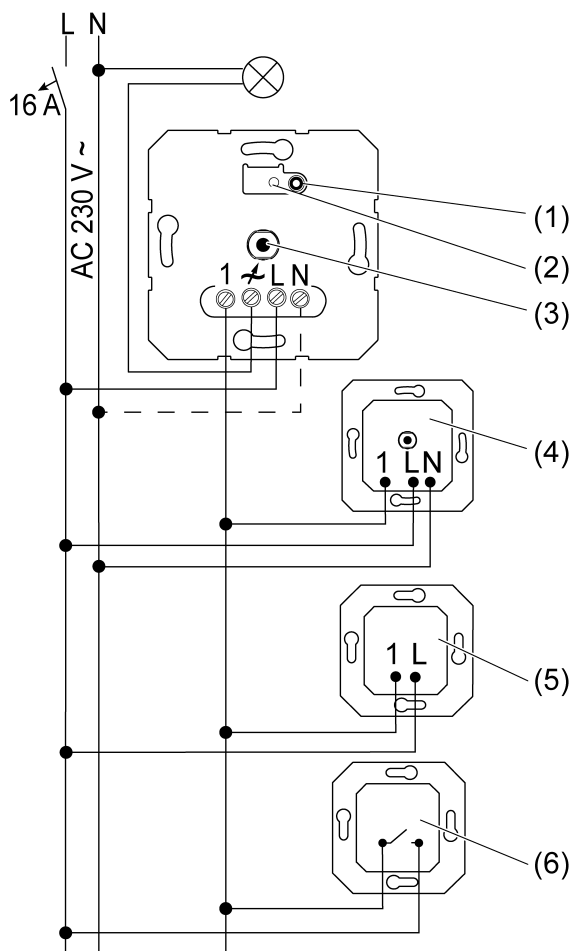 L N
16 A
AC 230 V ~
(1)
(2)
(3)
1 L N
(4)
1 L N
(5)
1 L
(6)